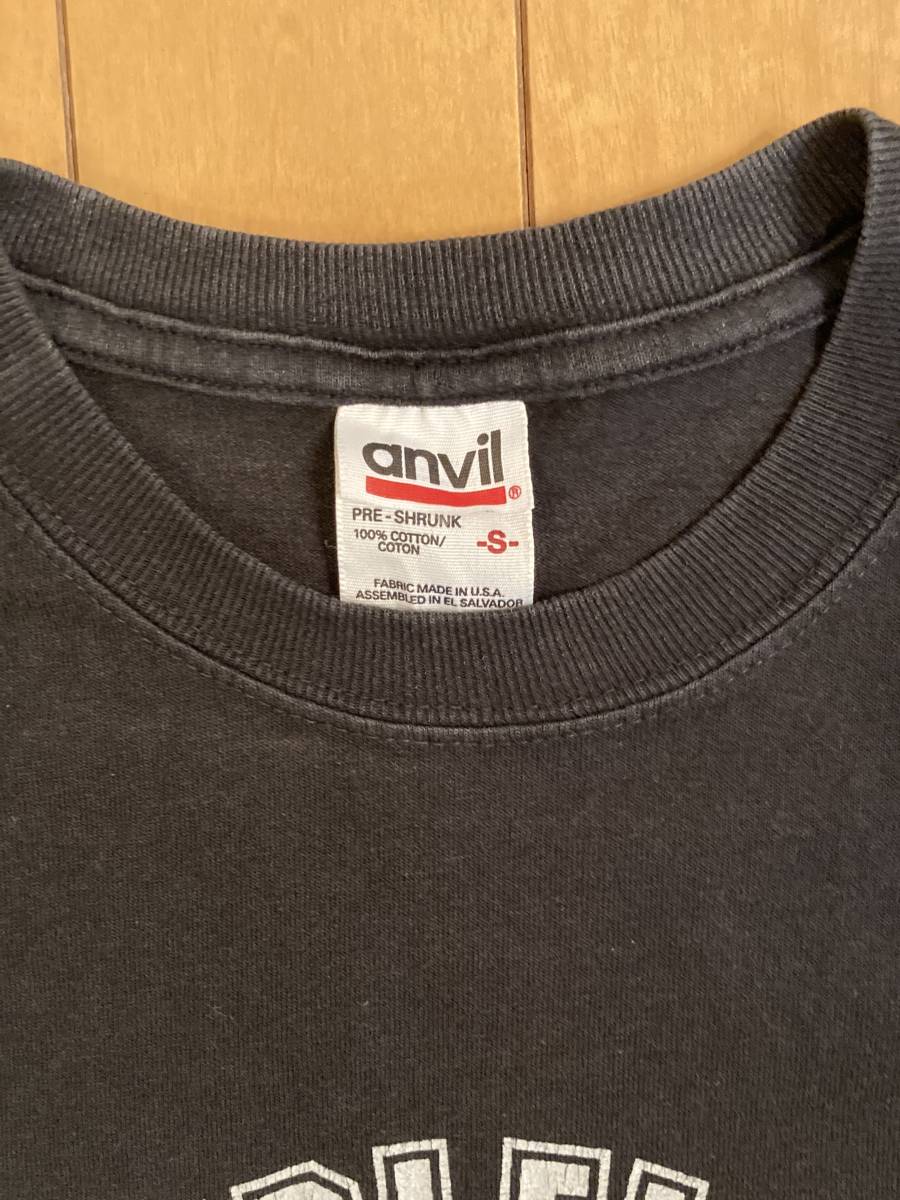 anvil®
PRE-SHRUNK
100% COTTON/
COTON
-S-
FABRIC MADE IN U.S.A.
ASSEMBLED IN EL SALVADOR